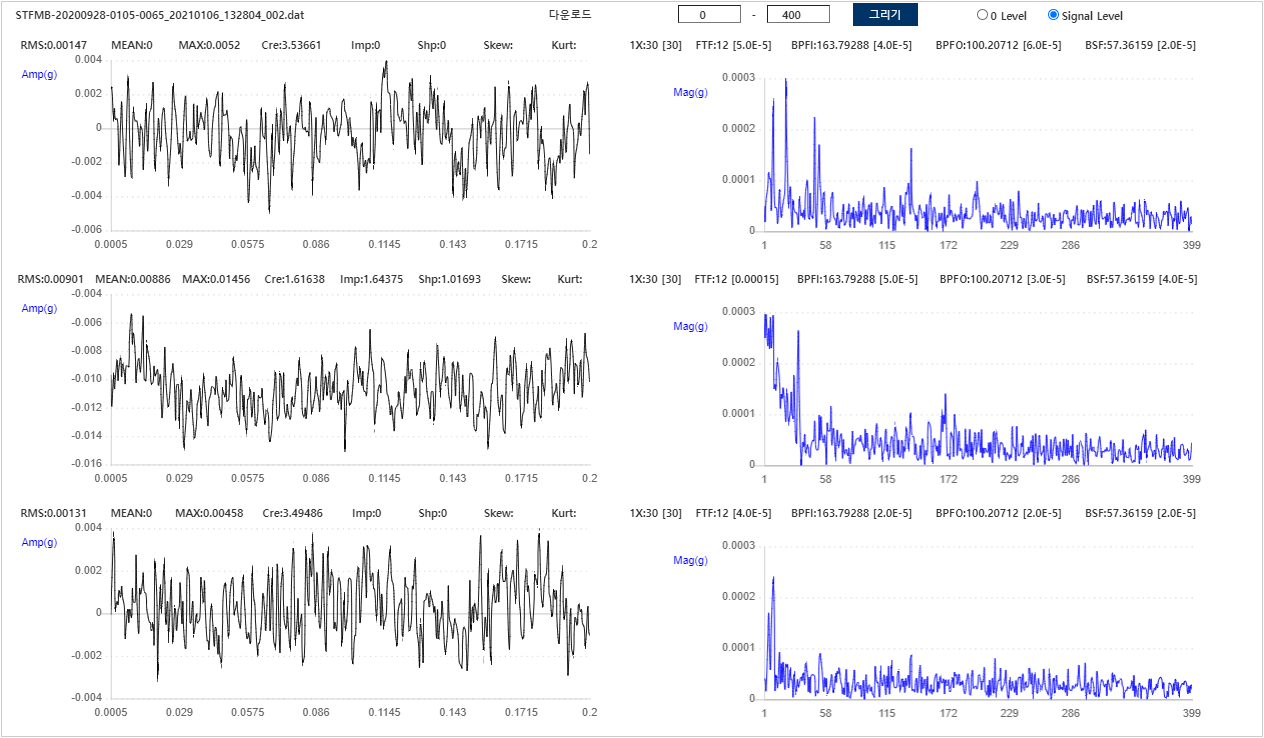 STFMB-20200928-0105-0065_20210106_132804_002.dat 다운로드 0 - 400 그리기 0 Level Signal Level
RMS:0.00147 MEAN:0 MAX:0.0052 Cre:3.53661 Imp:0 Shp:0 Skew: Kurt:
Amp(g)
0.004
0.002
0
-0.002
-0.004
-0.006
0.0005 0.029 0.0575 0.086 0.1145 0.143 0.1715 0.2
1X:30 [30] FTF:12 [5.0E-5] BPFI:163.79288 [4.0E-5] BPFO:100.20712 [6.0E-5] BSF:57.36159 [2.0E-5]
Mag(g)
0.0003
0.0002
0.0001
0
1 58 115 172 229 286 399
RMS:0.00901 MEAN:0.00886 MAX:0.01456 Cre:1.61638 Imp:1.64375 Shp:1.01693 Skew: Kurt:
Amp(g)
-0.004
-0.006
-0.008
-0.010
-0.012
-0.014
-0.016
0.0005 0.029 0.0575 0.086 0.1145 0.143 0.1715 0.2
1X:30 [30] FTF:12 [0.00015] BPFI:163.79288 [5.0E-5] BPFO:100.20712 [3.0E-5] BSF:57.36159 [4.0E-5]
Mag(g)
0.0003
0.0002
0.0001
0
1 58 115 172 229 286 399
RMS:0.00131 MEAN:0 MAX:0.00458 Cre:3.49486 Imp:0 Shp:0 Skew: Kurt:
Amp(g)
0.004
0.002
0
-0.002
-0.004
0.0005 0.029 0.0575 0.086 0.1145 0.143 0.1715 0.2
1X:30 [30] FTF:12 [4.0E-5] BPFI:163.79288 [2.0E-5] BPFO:100.20712 [2.0E-5] BSF:57.36159 [2.0E-5]
Mag(g)
0.0003
0.0002
0.0001
0
1 58 115 172 229 286 399